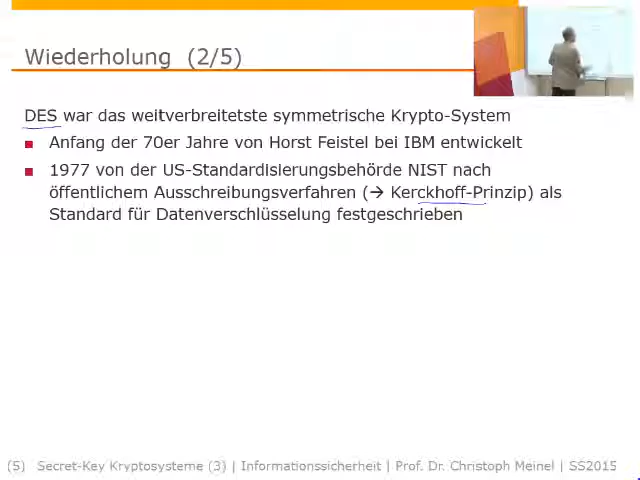 Wiederholung (2/5)
DES war das weitverbreitetste symmetrische Krypto-System
Anfang der 70er Jahre von Horst Feistel bei IBM entwickelt
1977 von der US-Standardisierungsbehörde NIST nach
öffentlichem Ausschreibungsverfahren (→ Kerckhoff-Prinzip) als
Standard für Datenverschlüsselung festgeschrieben
(5) Secret-Key Kryptosysteme (3) | Informationssicherheit | Prof. Dr. Christoph Meinel | SS2015